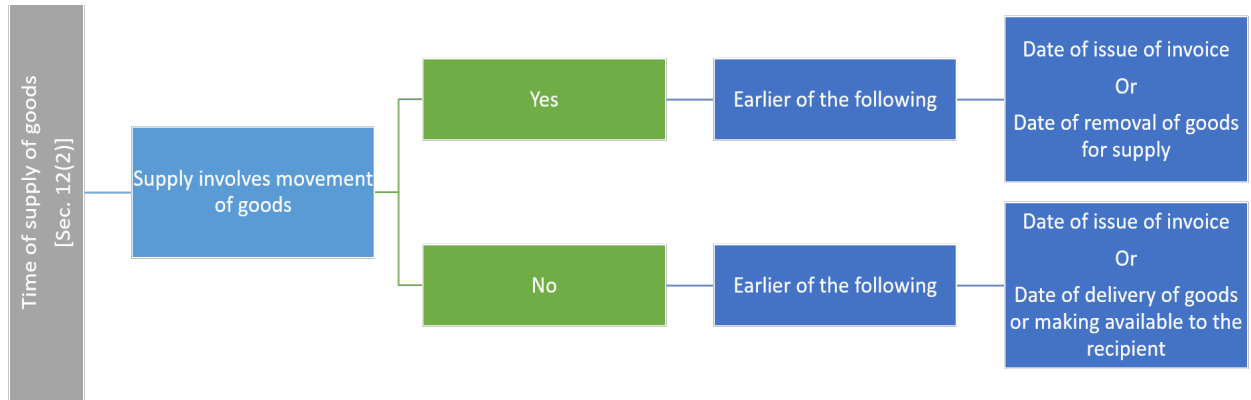 Time of supply of goods
[Sec. 12(2)]
Supply involves movement
of goods
Yes
Earlier of the following
Date of issue of invoice
Or
Date of removal of goods
for supply
No
Earlier of the following
Date of issue of invoice
Or
Date of delivery of goods
or making available to the
recipient